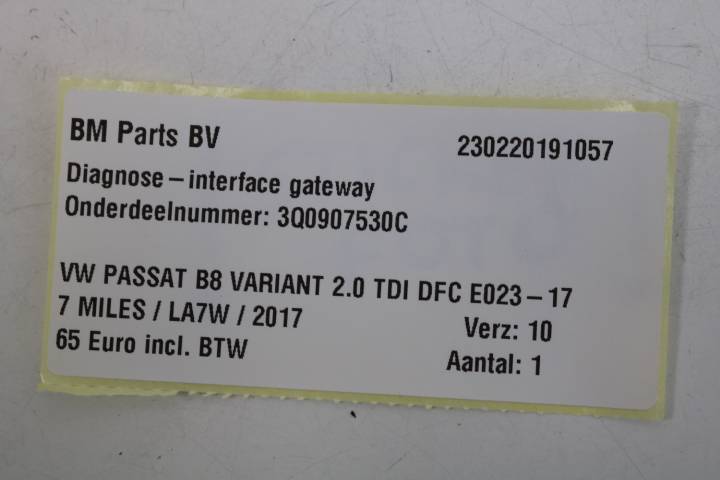 BM Parts BV 230220191057
Diagnose – interface gateway
Onderdeelnummer: 3Q0907530C
VW PASSAT B8 VARIANT 2.0 TDI DFC E023 – 17
7 MILES / LA7W / 2017 Verz: 10
65 Euro incl. BTW Aantal: 1